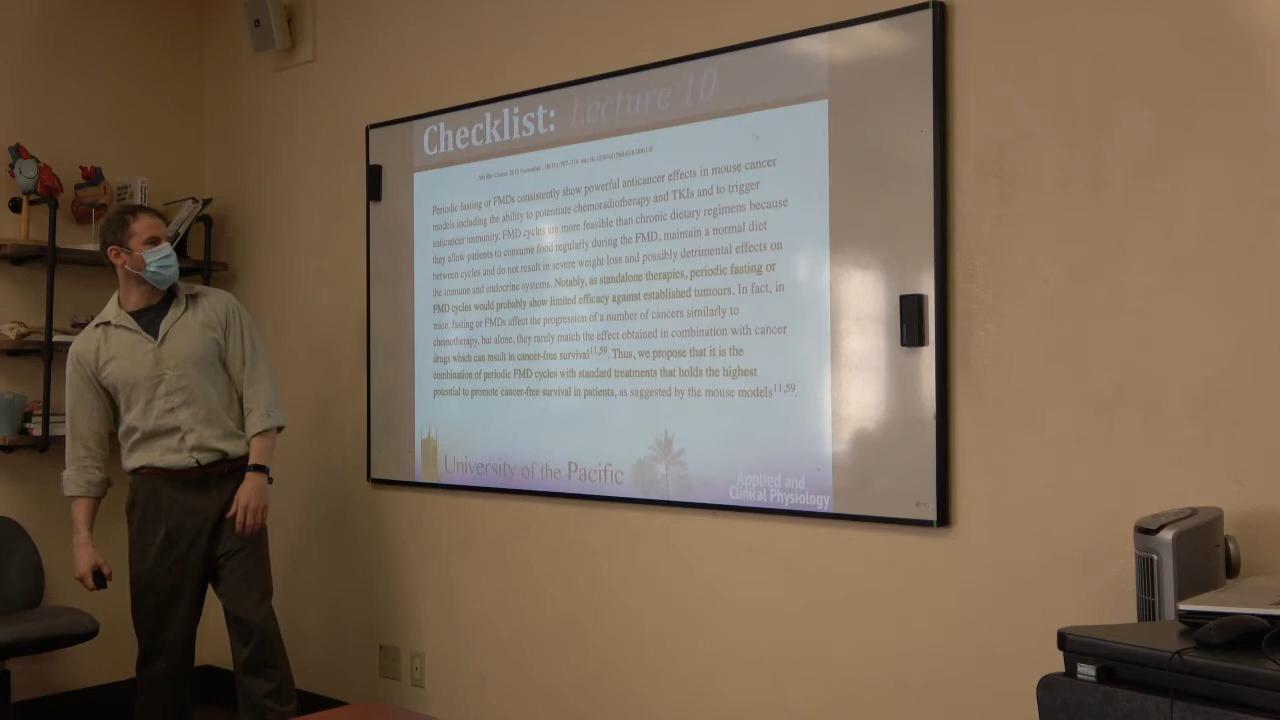 Checklist: Lecture 10
Periodic fasting or FMDs consistently show powerful anticancer effects in mouse cancer
models including the ability to potentiate chemoradiotherapy and TKIs and to trigger
anticancer immunity. FMD cycles are more feasible than chronic dietary regimens because
they allow patients to consume food regularly during the FMD, maintain a normal diet
between cycles and do not result in severe weight loss and possibly detrimental effects on
the immune and endocrine systems. Notably, as standalone therapies, periodic fasting or
FMD cycles would probably show limited efficacy against established tumours. In fact, in
mice, fasting or FMDs affect the progression of a number of cancers similarly to
chemotherapy, but alone, they rarely match the effect obtained in combination with cancer
drugs which can result in cancer-free survival11,59. Thus, we propose that it is the
combination of periodic FMD cycles with standard treatments that holds the highest
potential to promote cancer-free survival in patients, as suggested by the mouse models11,59.
University of the Pacific
Applied and
Clinical Physiology